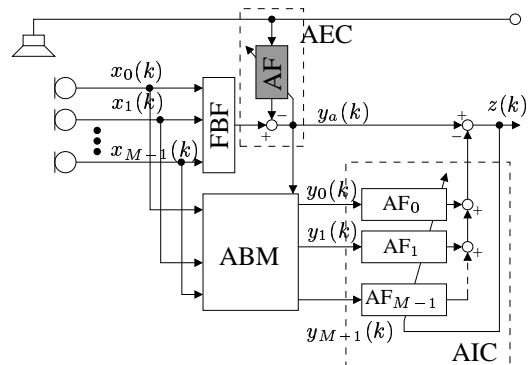 AEC
AF
x_0(k)
x_1(k)
x_{M-1}(k)
FBF
−
+
y_a(k)
+
−
z(k)
ABM
y_0(k)
y_1(k)
y_{M+1}(k)
AF_0
AF_1
AF_{M-1}
+
+
AIC